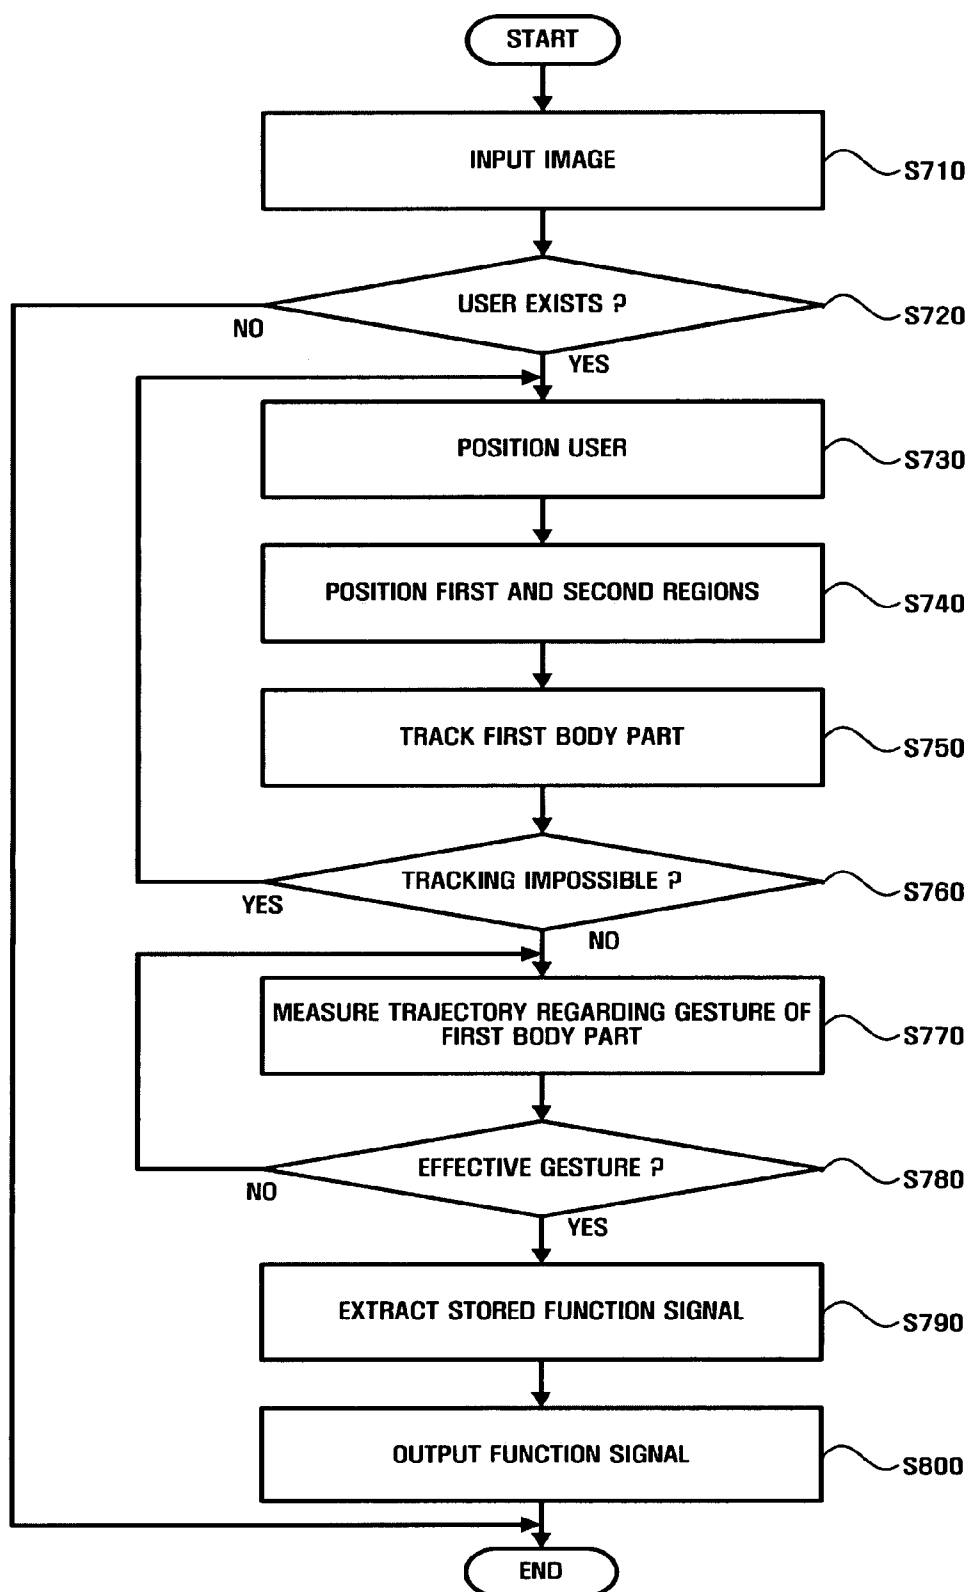 START
INPUT IMAGE
S710
USER EXISTS ?
S720
NO
YES
POSITION USER
S730
POSITION FIRST AND SECOND REGIONS
S740
TRACK FIRST BODY PART
S750
TRACKING IMPOSSIBLE ?
S760
YES
NO
MEASURE TRAJECTORY REGARDING GESTURE OF
FIRST BODY PART
S770
EFFECTIVE GESTURE ?
S780
NO
YES
EXTRACT STORED FUNCTION SIGNAL
S790
OUTPUT FUNCTION SIGNAL
S800
END